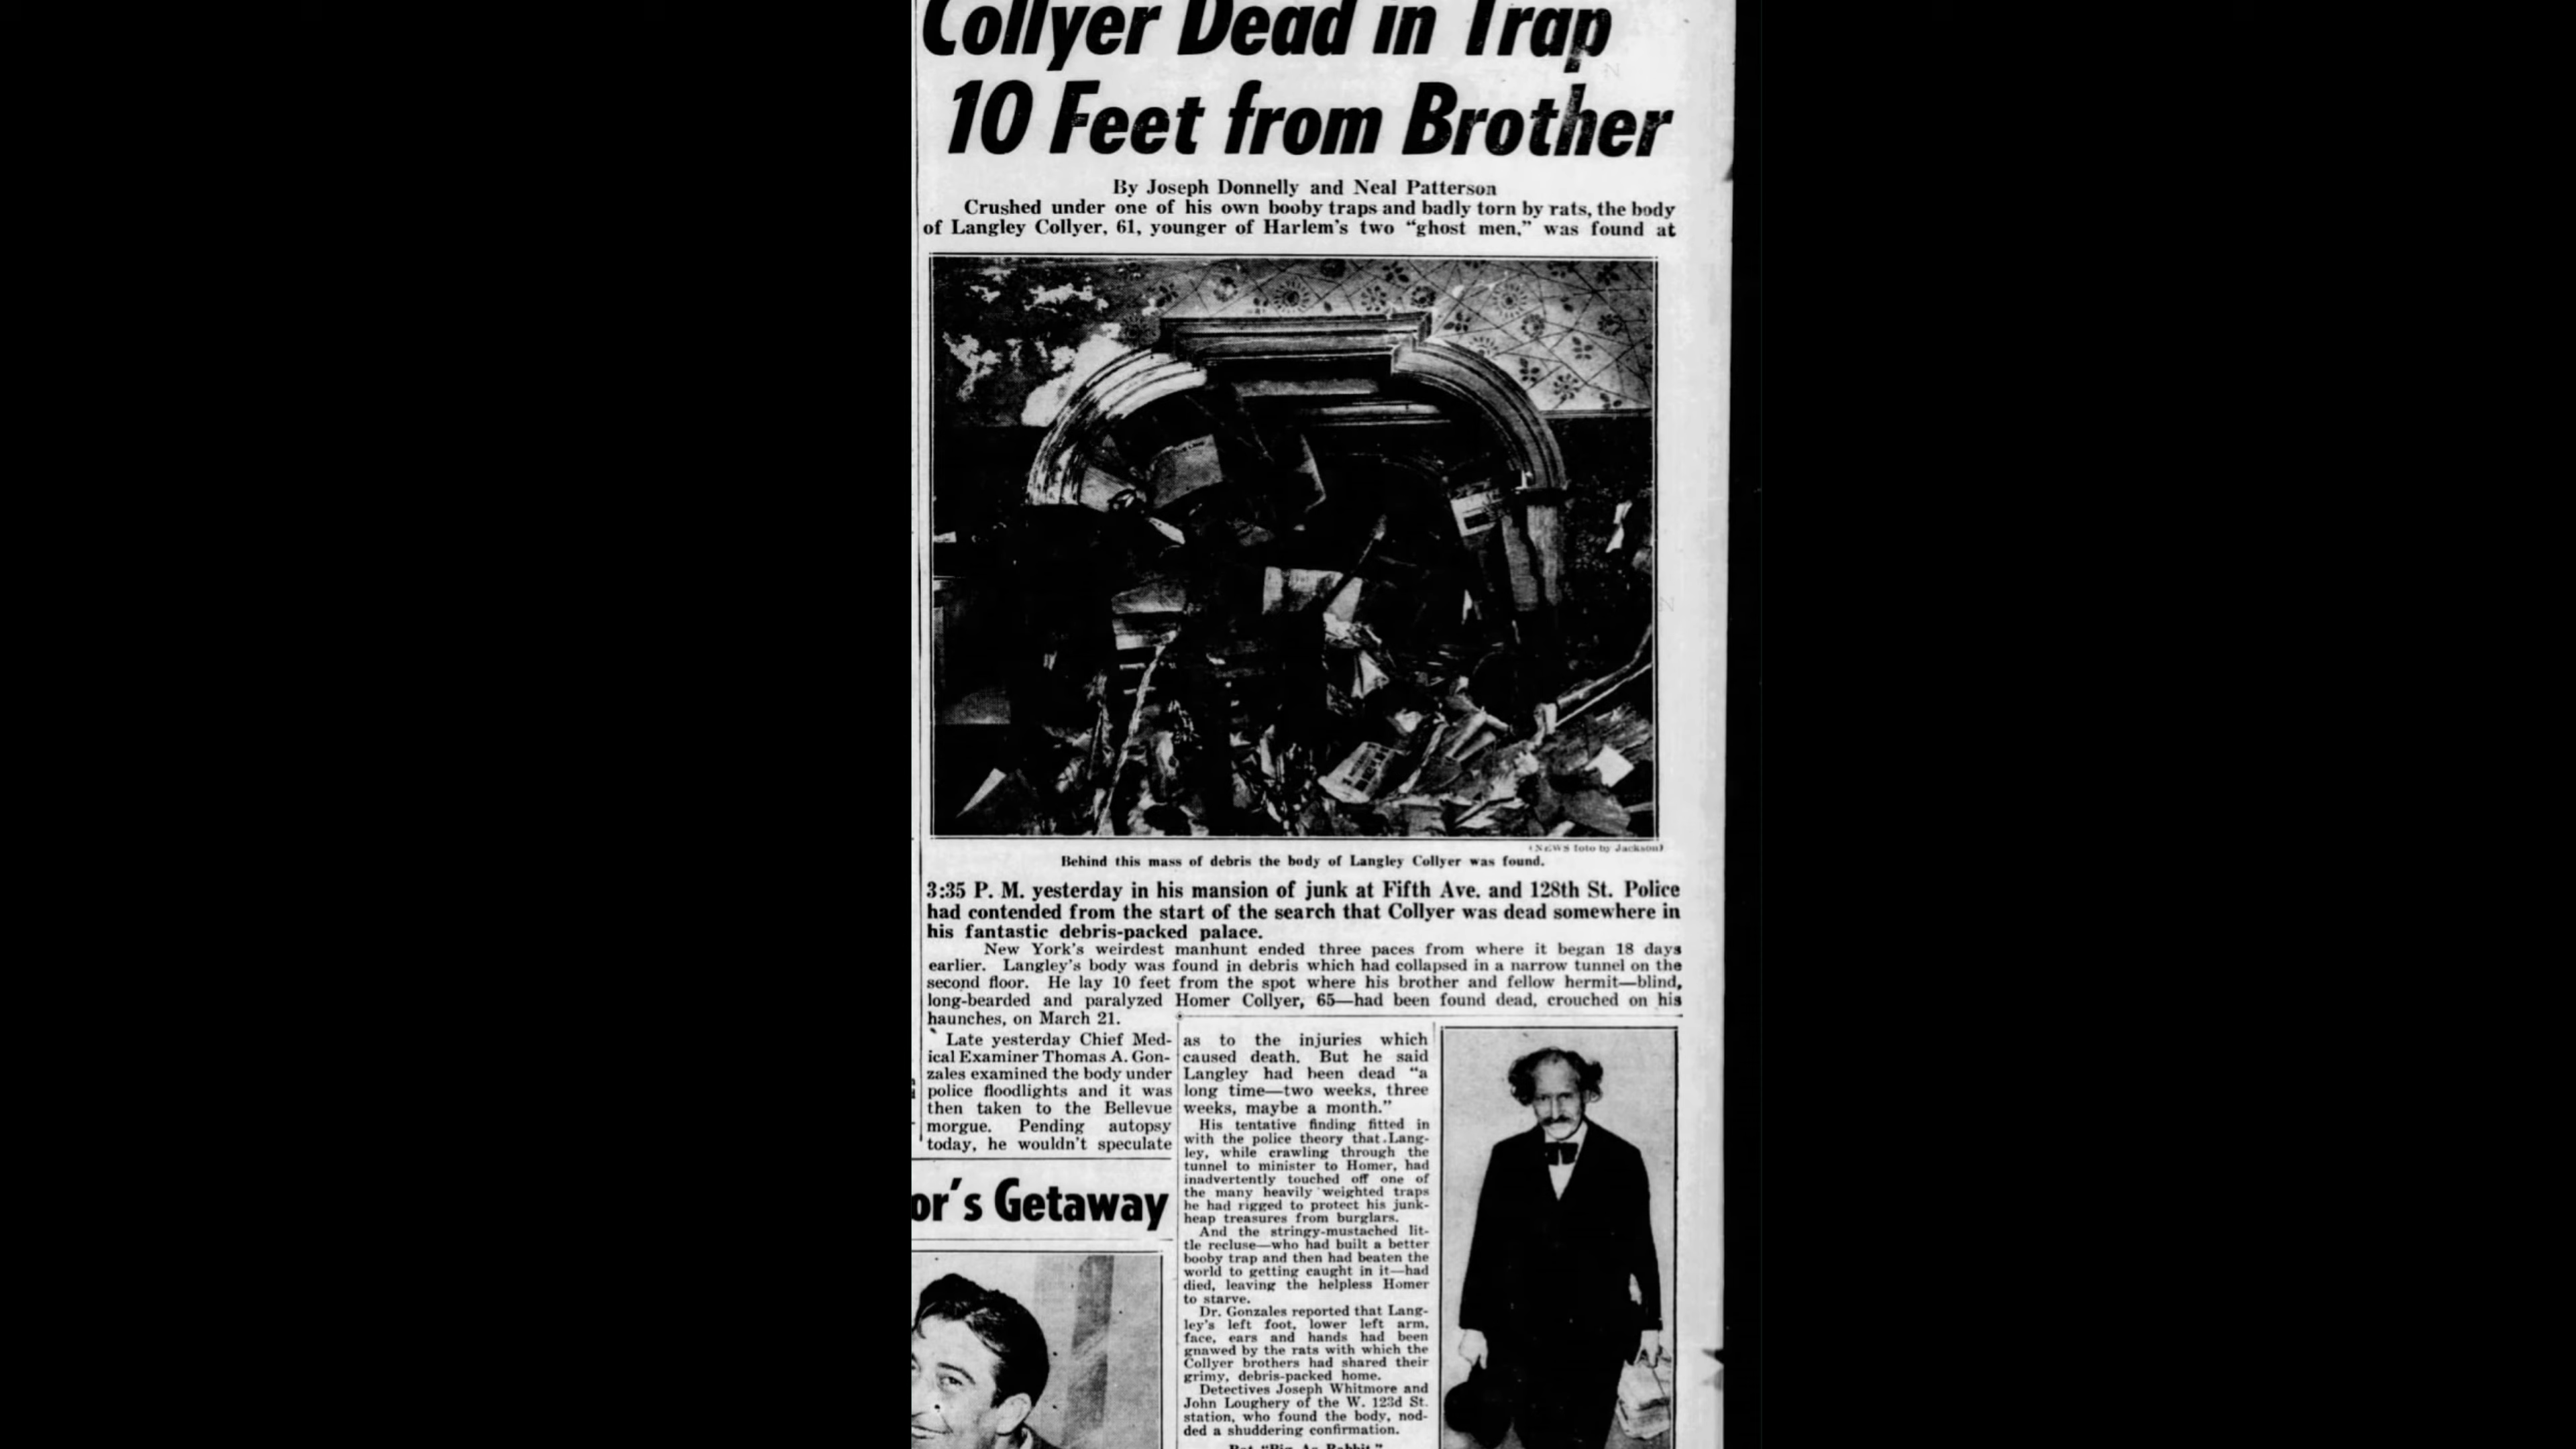 Collyer Dead in Trap
10 Feet from Brother
By Joseph Donnelly and Neal Patterson
Crushed under one of his own booby traps and badly torn by rats, the body
of Langley Collyer, 61, younger of Harlem's two "ghost men," was found at
(NEWS foto by Jackson)
Behind this mass of debris the body of Langley Collyer was found.
3:35 P. M. yesterday in his mansion of junk at Fifth Ave. and 128th St. Police
had contended from the start of the search that Collyer was dead somewhere in
his fantastic debris-packed palace.
New York's weirdest manhunt ended three paces from where it began 18 days
earlier. Langley's body was found in debris which had collapsed in a narrow tunnel on the
second floor. He lay 10 feet from the spot where his brother and fellow hermit—blind,
long-bearded and paralyzed Homer Collyer, 65—had been found dead, crouched on his
haunches, on March 21.
Late yesterday Chief Med-
ical Examiner Thomas A. Gon-
zales examined the body under
police floodlights and it was
then taken to the Bellevue
morgue. Pending autopsy
today, he wouldn't speculate
as to the injuries which
caused death. But he said
Langley had been dead "a
long time—two weeks, three
weeks, maybe a month."
His tentative finding fitted in
with the police theory that Lang-
ley, while crawling through the
tunnel to minister to Homer, had
inadvertently touched off one of
the many heavily weighted traps
he had rigged to protect his junk-
heap treasures from burglars.
And the stringy-mustached lit-
tle recluse—who had built a better
booby trap and then had beaten the
world to getting caught in it—had
died, leaving the helpless Homer
to starve.
Dr. Gonzales reported that Lang-
ley's left foot, lower left arm,
face, ears and hands had been
gnawed by the rats with which the
Collyer brothers had shared their
grimy, debris-packed home.
Detectives Joseph Whitmore and
John Loughery of the W. 123d St.
station, who found the body, nod-
ded a shuddering confirmation.
or's Getaway